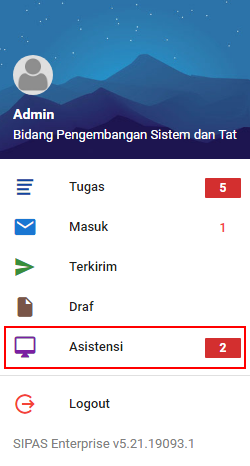 Admin
Bidang Pengembangan Sistem dan Tat
Tugas 5
Masuk 1
Terkirim
Draf
Asistensi 2
Logout
SIPAS Enterprise v5.21.19093.1